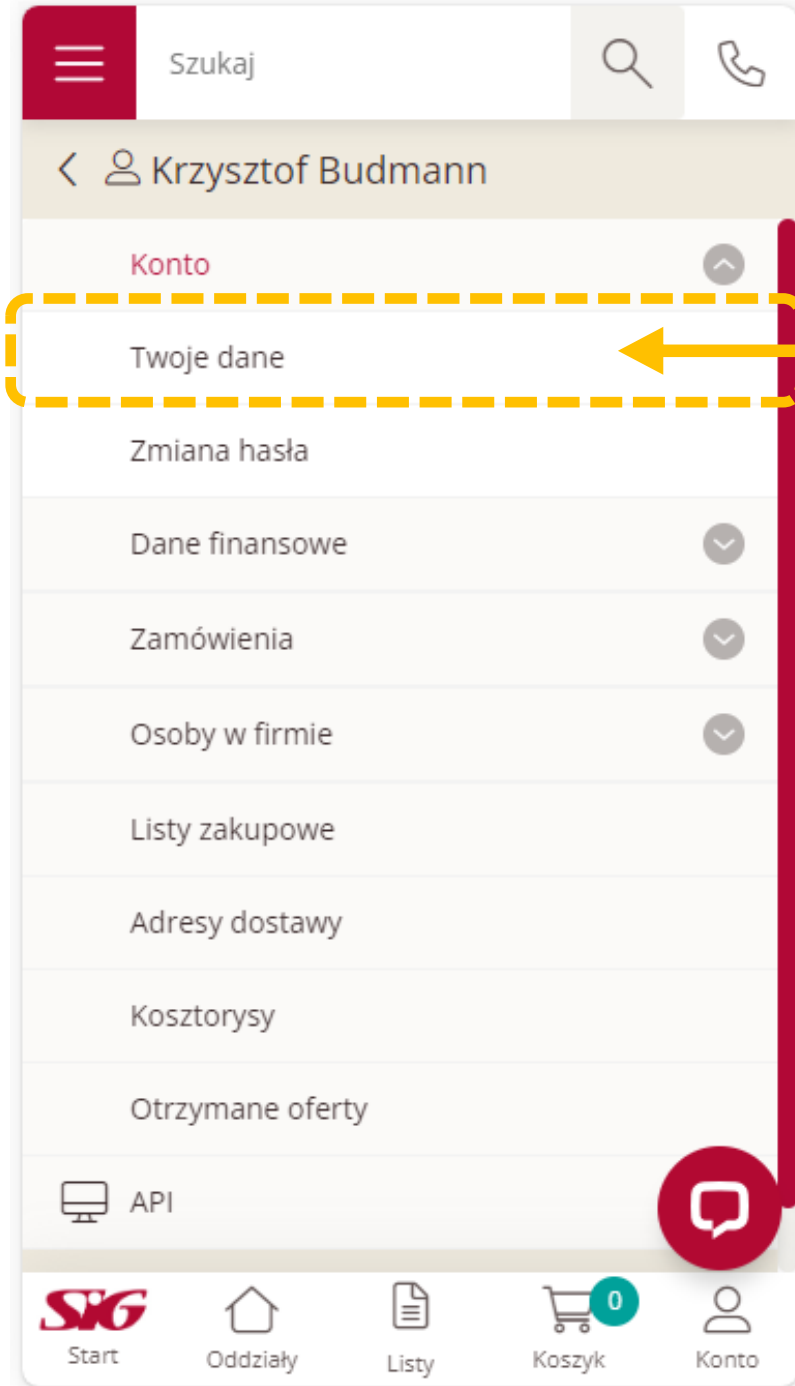 Szukaj
Krzysztof Budmann
Konto
Twoje dane
Zmiana hasła
Dane finansowe
Zamówienia
Osoby w firmie
Listy zakupowe
Adresy dostawy
Kosztorysy
Otrzymane oferty
API
SIG 0
Start Oddziały Listy Koszyk Konto